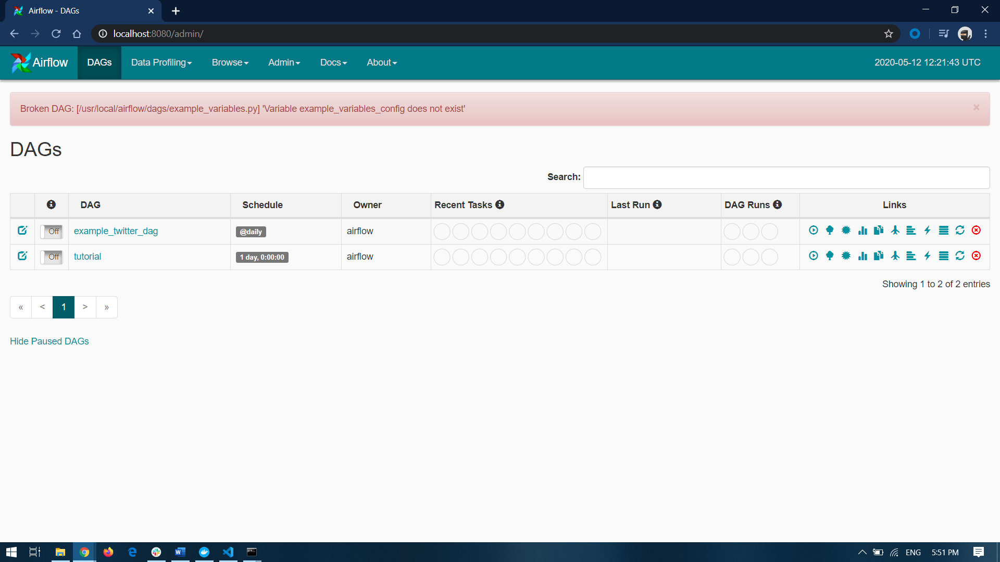 Airflow - DAGs
localhost:8080/admin/
Airflow DAGs Data Profiling Browse Admin Docs About 2020-05-12 12:21:43 UTC
Broken DAG: [/usr/local/airflow/dags/example_variables.py] 'Variable example_variables_config does not exist' ×
DAGs
Search:
DAG Schedule Owner Recent Tasks Last Run DAG Runs Links
Off example_twitter_dag @daily airflow
Off tutorial 1 day, 0:00:00 airflow
Showing 1 to 2 of 2 entries
« < 1 > »
Hide Paused DAGs
ENG 5:51 PM